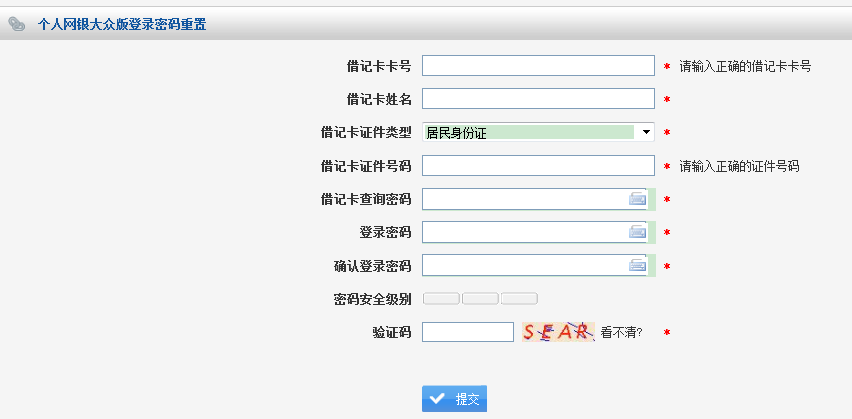 个人网银大众版登录密码重置
借记卡卡号 * 请输入正确的借记卡卡号
借记卡姓名 *
借记卡证件类型 居民身份证 *
借记卡证件号码 * 请输入正确的证件号码
借记卡查询密码 *
登录密码 *
确认登录密码 *
密码安全级别
验证码 SEAR 看不清? *
提交